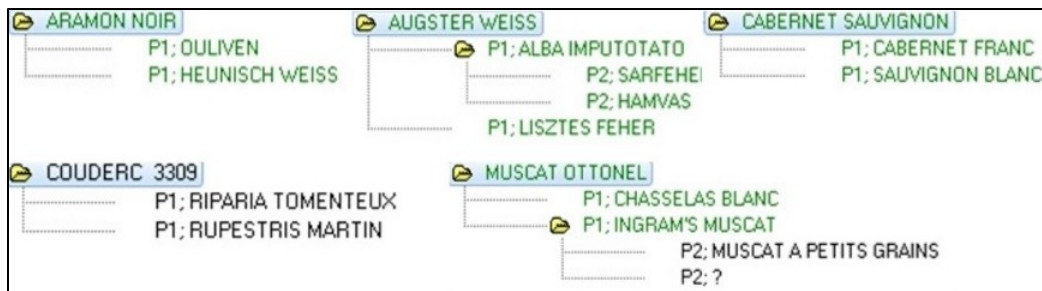 ARAMON NOIR
P1; OULIVEN
P1; HEUNISCH WEISS
AUGSTER WEISS
P1; ALBA IMPUTOTATO
P2; SARFEHEI
P2; HAMVAS
P1; LISZTES FEHER
CABERNET SAUVIGNON
P1; CABERNET FRANC
P1; SAUVIGNON BLANC
COUDERC 3309
P1; RIPARIA TOMENTEUX
P1; RUPESTRIS MARTIN
MUSCAT OTTONEL
P1; CHASSELAS BLANC
P1; INGRAM'S MUSCAT
P2; MUSCAT A PETITS GRAINS
P2; ?